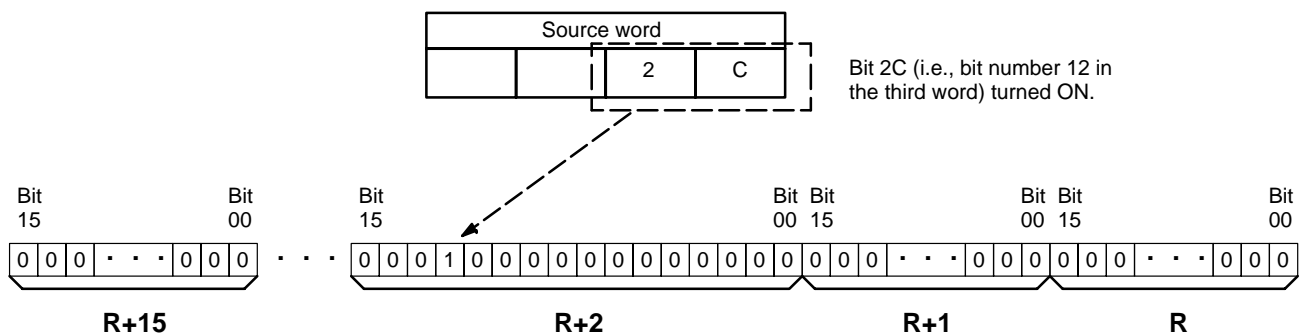 Source word
2 C
Bit 2C (i.e., bit number 12 in
the third word) turned ON.
Bit Bit Bit Bit Bit Bit Bit Bit
15 00 15 00 15 00 15 00
0 0 0 · · · 0 0 0 · · · 0 0 0 1 0 0 0 0 0 0 0 0 0 0 0 0 0 0 0 · · · 0 0 0 0 0 0 · · · 0 0 0
R+15 R+2 R+1 R